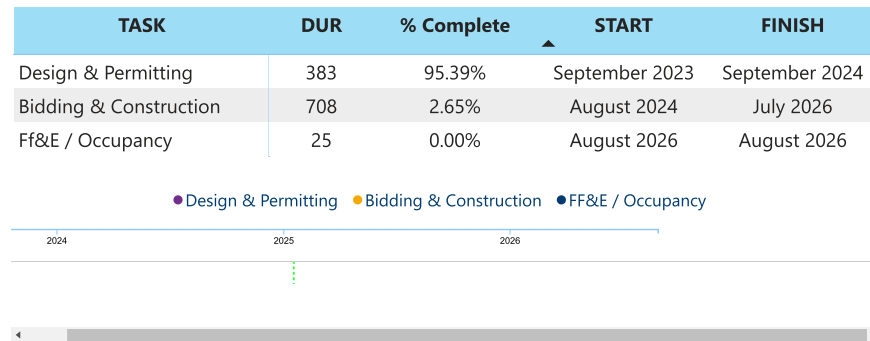 TASK DUR % Complete START FINISH
Design & Permitting 383 95.39% September 2023 September 2024
Bidding & Construction 708 2.65% August 2024 July 2026
Ff&E / Occupancy 25 0.00% August 2026 August 2026
Design & Permitting Bidding & Construction FF&E / Occupancy
2024 2025 2026